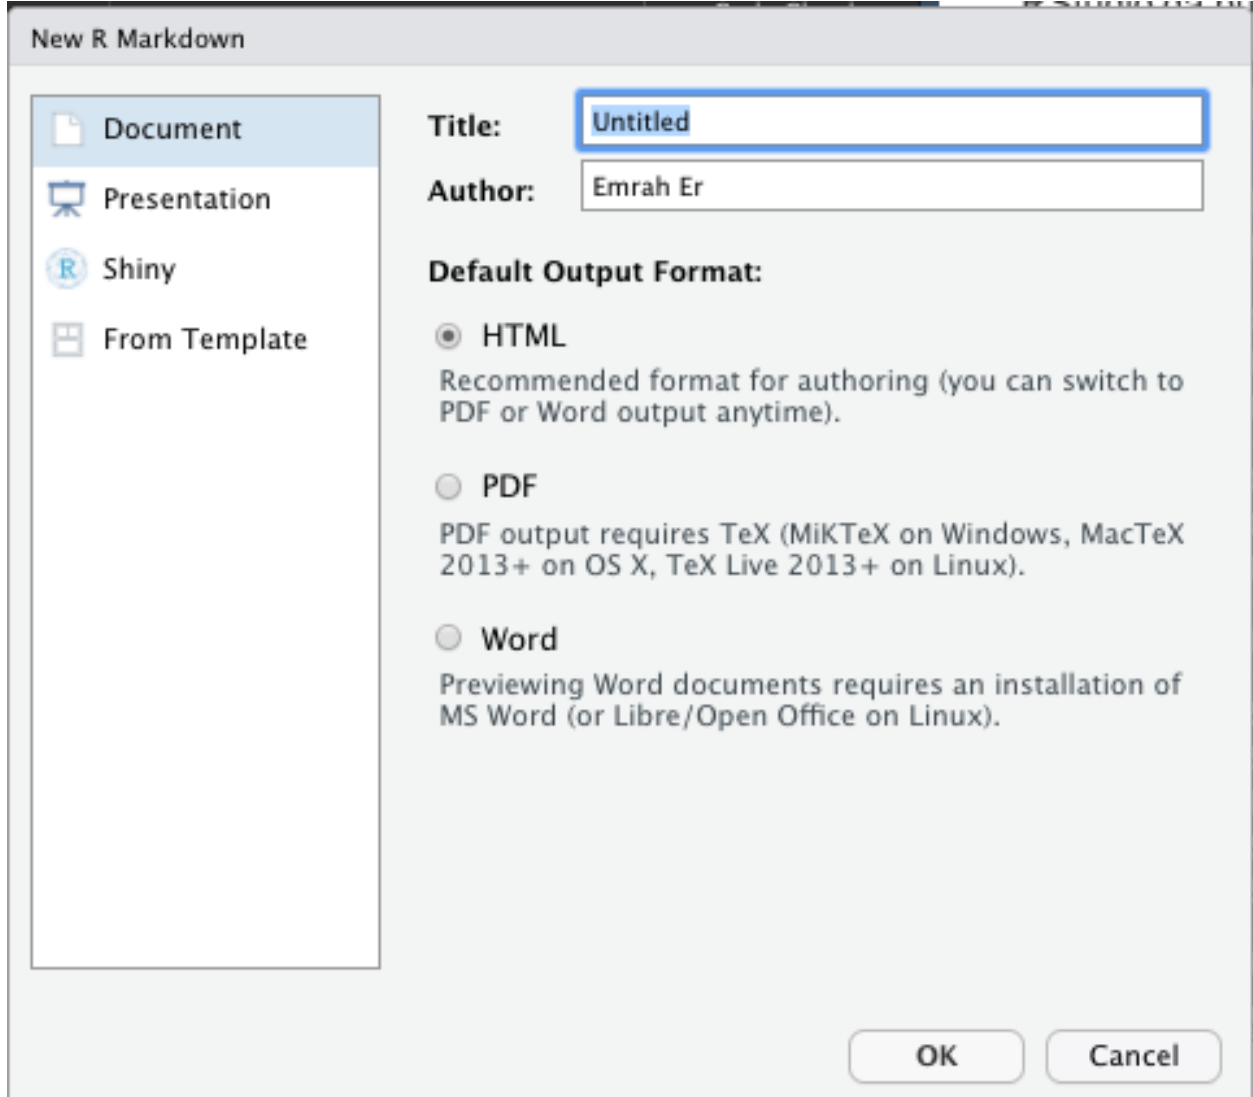 New R Markdown
Document
Presentation
Shiny
From Template
Title:
Untitled
Author:
Emrah Er
Default Output Format:
HTML
Recommended format for authoring (you can switch to
PDF or Word output anytime).
PDF
PDF output requires TeX (MiKTeX on Windows, MacTeX
2013+ on OS X, TeX Live 2013+ on Linux).
Word
Previewing Word documents requires an installation of
MS Word (or Libre/Open Office on Linux).
OK
Cancel